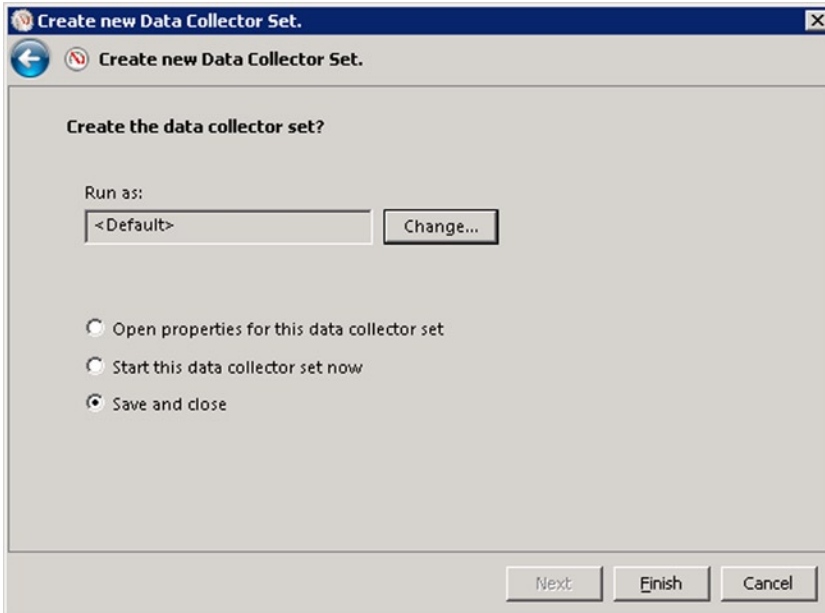 Create new Data Collector Set.
Create new Data Collector Set.
Create the data collector set?
Run as:
<Default>
Change...
Open properties for this data collector set
Start this data collector set now
Save and close
Next
Finish
Cancel